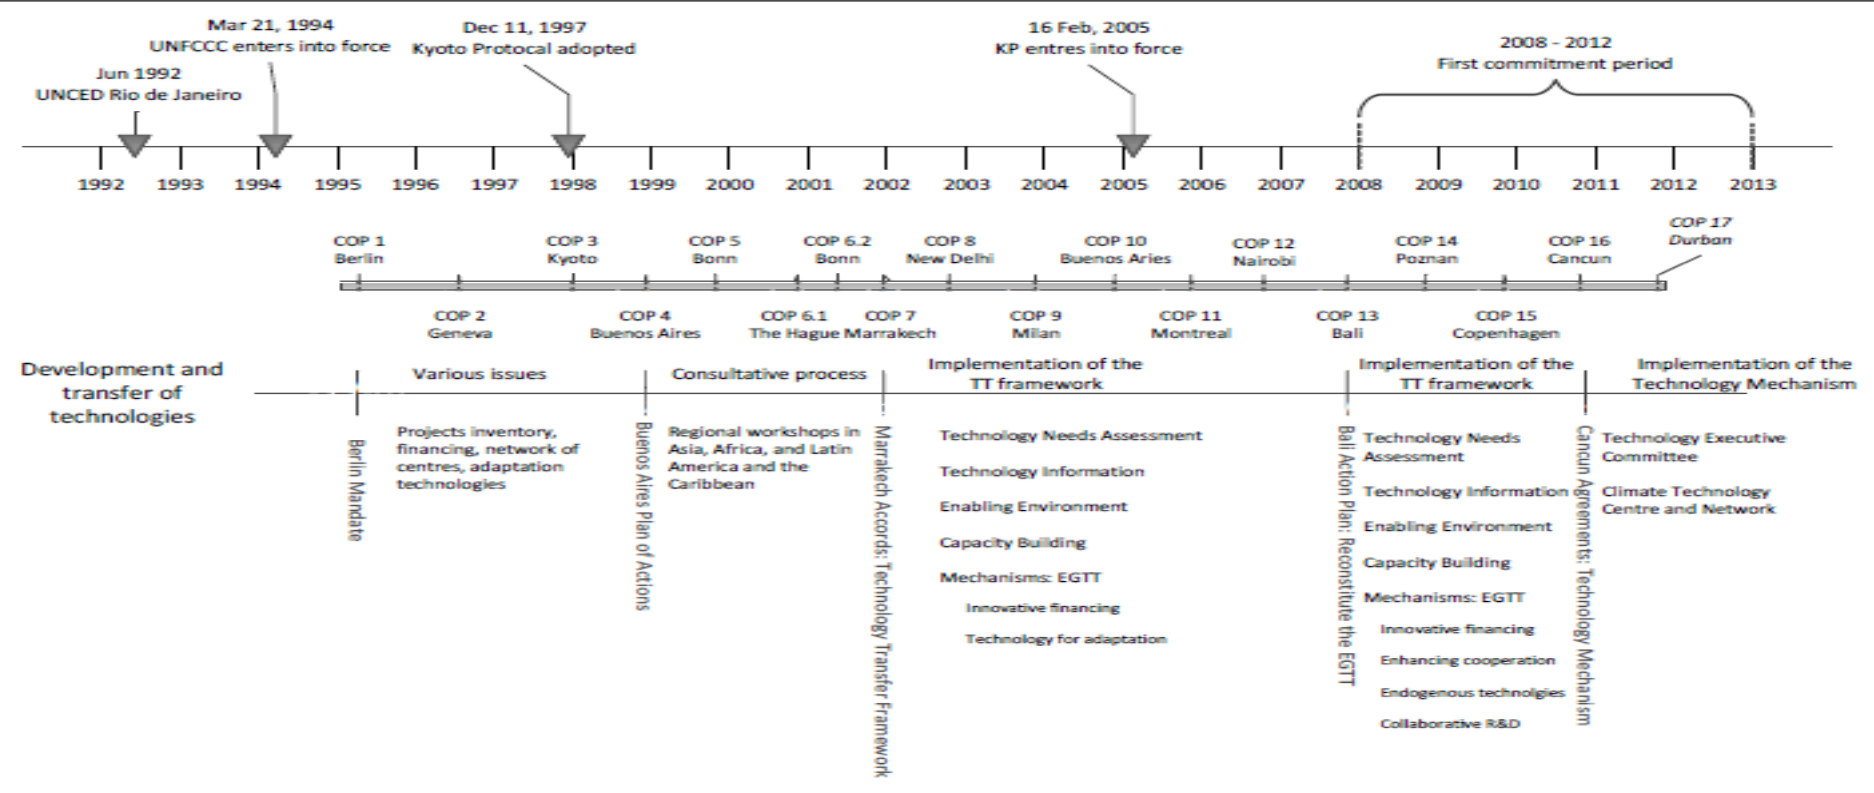 Mar 21, 1994
UNFCCC enters into force
Dec 11, 1997
Kyoto Protocal adopted
16 Feb, 2005
KP entres into force
2008 - 2012
First commitment period
Jun 1992
UNCED Rio de Janeiro
1992 1993 1994 1995 1996 1997 1998 1999 2000 2001 2002 2003 2004 2005 2006 2007 2008 2009 2010 2011 2012 2013
COP 1
Berlin
COP 3
Kyoto
COP 5
Bonn
COP 6.2
Bonn
COP 8
New Delhi
COP 10
Buenos Aries
COP 12
Nairobi
COP 14
Poznan
COP 16
Cancun
COP 17
Durban
COP 2
Geneva
COP 4
Buenos Aires
COP 6.1
The Hague
COP 7
Marrakech
COP 9
Milan
COP 11
Montreal
COP 13
Bali
COP 15
Copenhagen
Development and
transfer of
technologies
Various issues
Consultative process
Implementation of the
TT framework
Implementation of the
TT framework
Implementation of the
Technology Mechanism
Berlin Mandate
Projects inventory,
financing, network of
centres, adaptation
technologies
Buenos Aires Plan of Actions
Regional workshops in
Asia, Africa, and Latin
America and the
Caribbean
Marrakech Accords: Technology Transfer Framework
Technology Needs Assessment
Technology Information
Enabling Environment
Capacity Building
Mechanisms: EGTT
Innovative financing
Technology for adaptation
Bali Action Plan: Reconstitute the EGTT
Technology Needs
Assessment
Technology Information
Enabling Environment
Capacity Building
Mechanisms: EGTT
Innovative financing
Enhancing cooperation
Endogenous technolgies
Collaborative R&D
Cancun Agreements: Technology Mechanism
Technology Executive
Committee
Climate Technology
Centre and Network